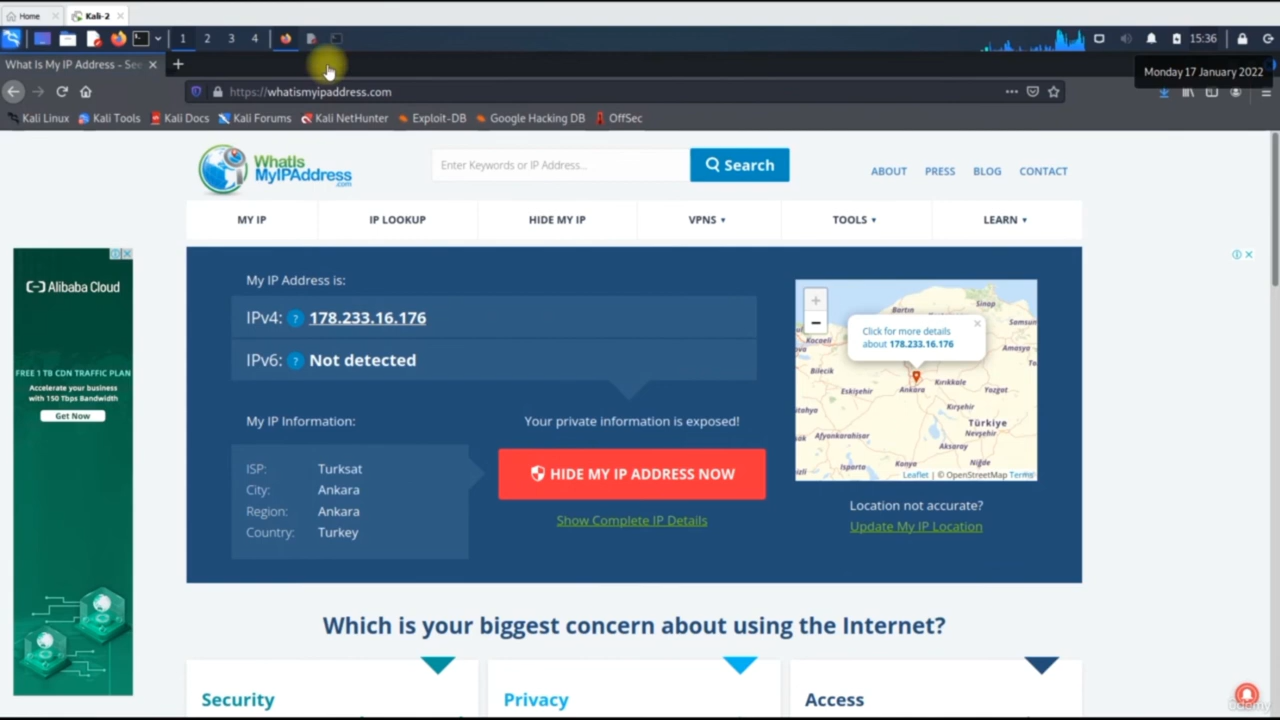 Home
Kali-2
1 2 3 4
15:36
What Is My IP Address - See
Monday 17 January 2022
https://whatismyipaddress.com
Kali Linux Kali Tools Kali Docs Kali Forums Kali NetHunter Exploit-DB Google Hacking DB OffSec
WhatIs
MyIPAddress
.com
Enter Keywords or IP Address...
Search
ABOUT PRESS BLOG CONTACT
MY IP IP LOOKUP HIDE MY IP VPNS TOOLS LEARN
Alibaba Cloud
FREE 1 TB CDN TRAFFIC PLAN
Accelerate your business
with 150 Tbps Bandwidth
Get Now
My IP Address is:
IPv4: ? 178.233.16.176
IPv6: ? Not detected
My IP Information:
ISP: Turksat
City: Ankara
Region: Ankara
Country: Turkey
Your private information is exposed!
HIDE MY IP ADDRESS NOW
Show Complete IP Details
+
−
Click for more details
about 178.233.16.176
Bartın
Sinop
Samsun
Kocaeli
Amasya
Bilecik
Eskişehir
Ankara
Kırıkkale
Yozgat
Kırşehir
Türkiye
Nevşehir
Afyonkarahisar
Aksaray
Isparta
Konya
Niğde
Leaflet | © OpenStreetMap Terms
Location not accurate?
Update My IP Location
Which is your biggest concern about using the Internet?
Security
Privacy
Access
udemy